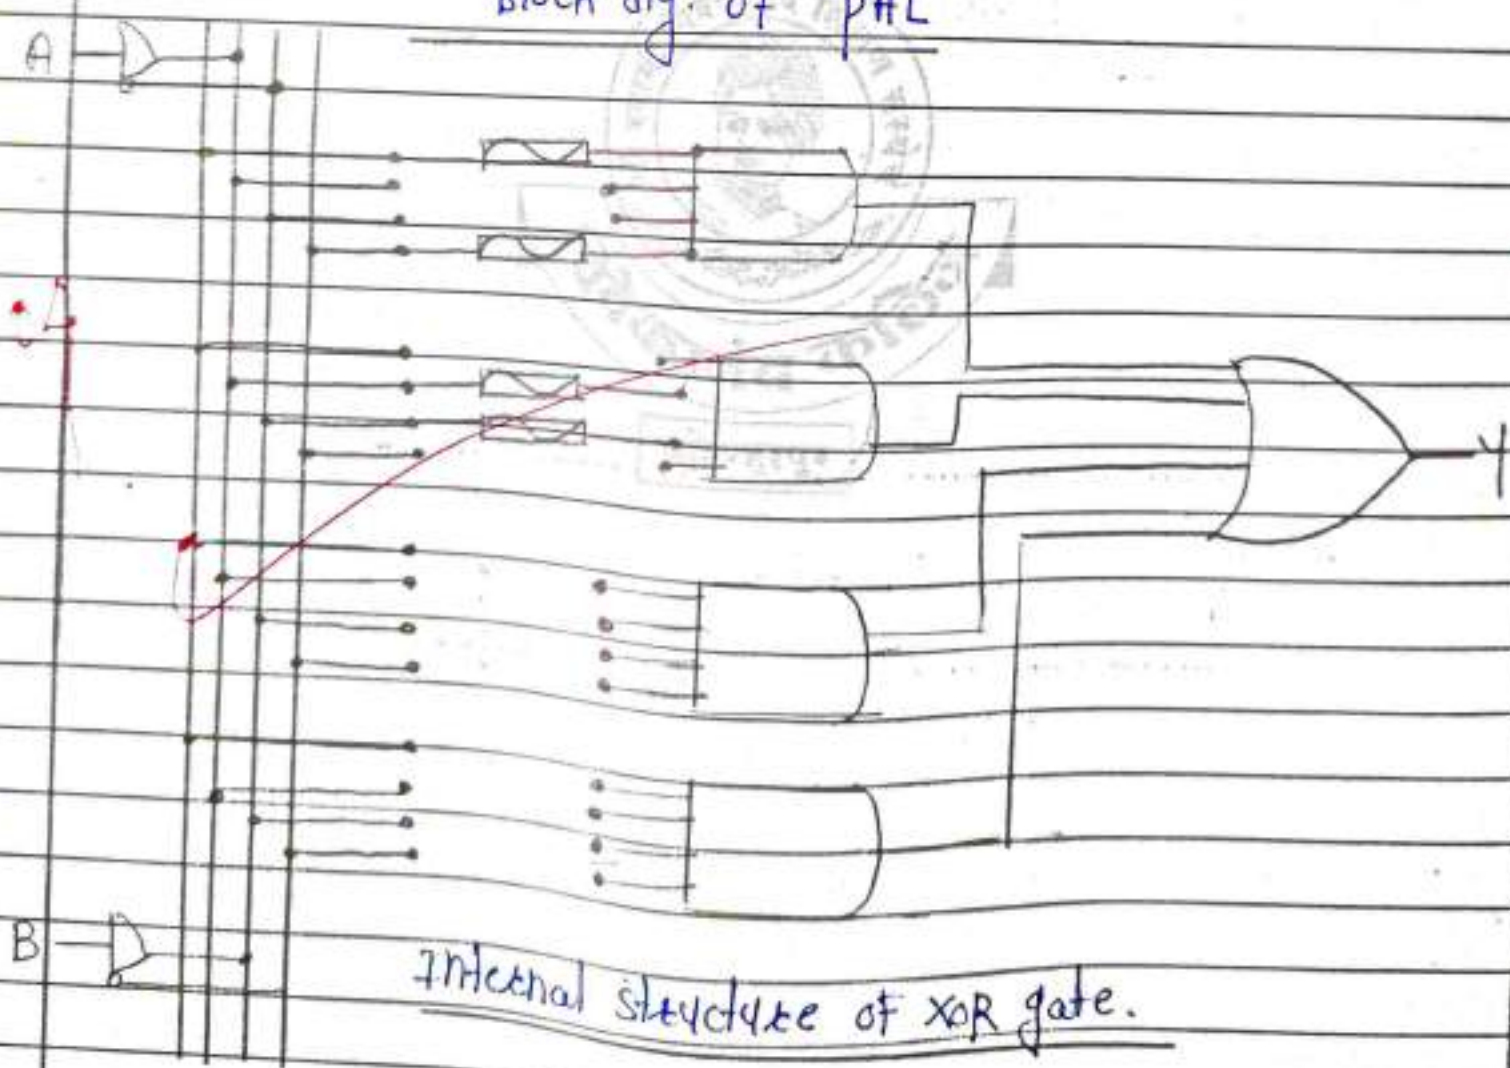 Block dig. of PAL
A
Y
B
Internal structure of XOR gate.